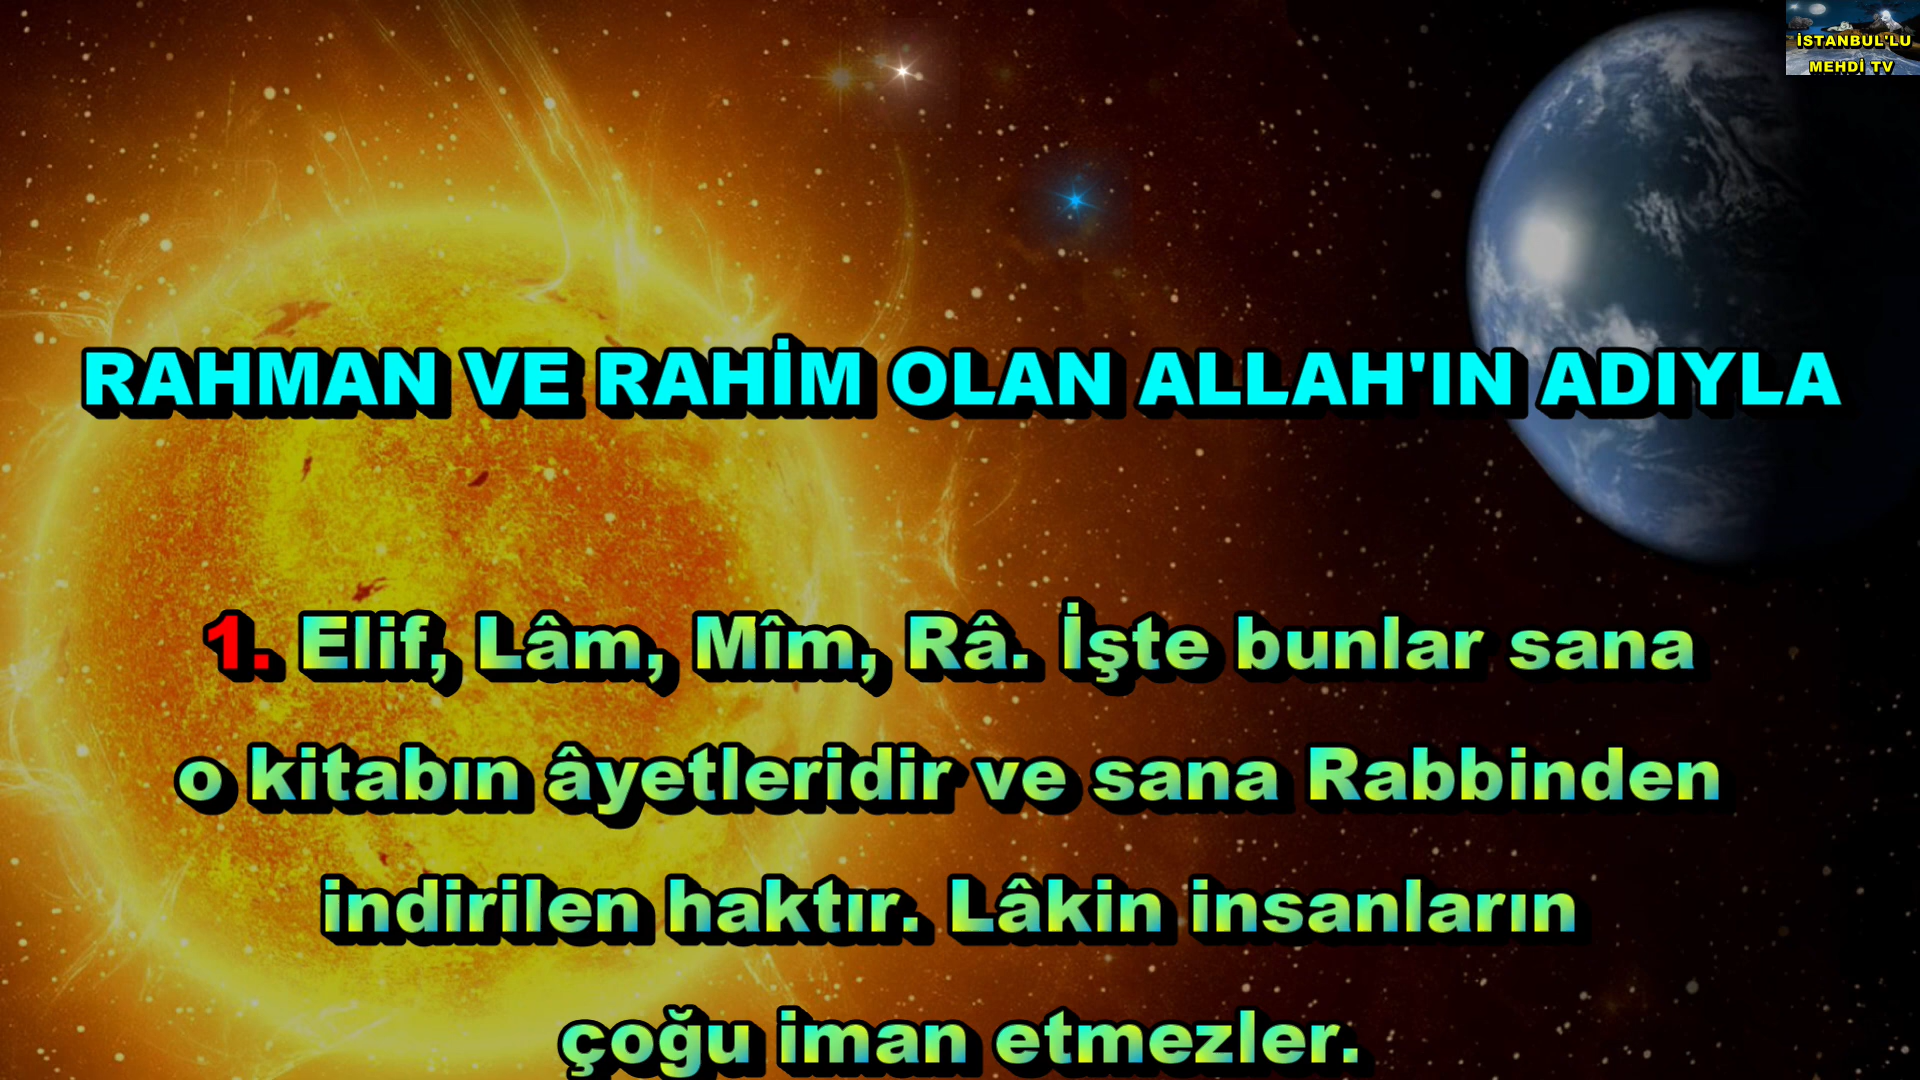 İSTANBUL'LU
MEHDİ TV
RAHMAN VE RAHİM OLAN ALLAH'IN ADIYLA
1. Elif, Lâm, Mîm, Râ. İşte bunlar sana
o kitabın âyetleridir ve sana Rabbinden
indirilen haktır. Lâkin insanların
çoğu iman etmezler.